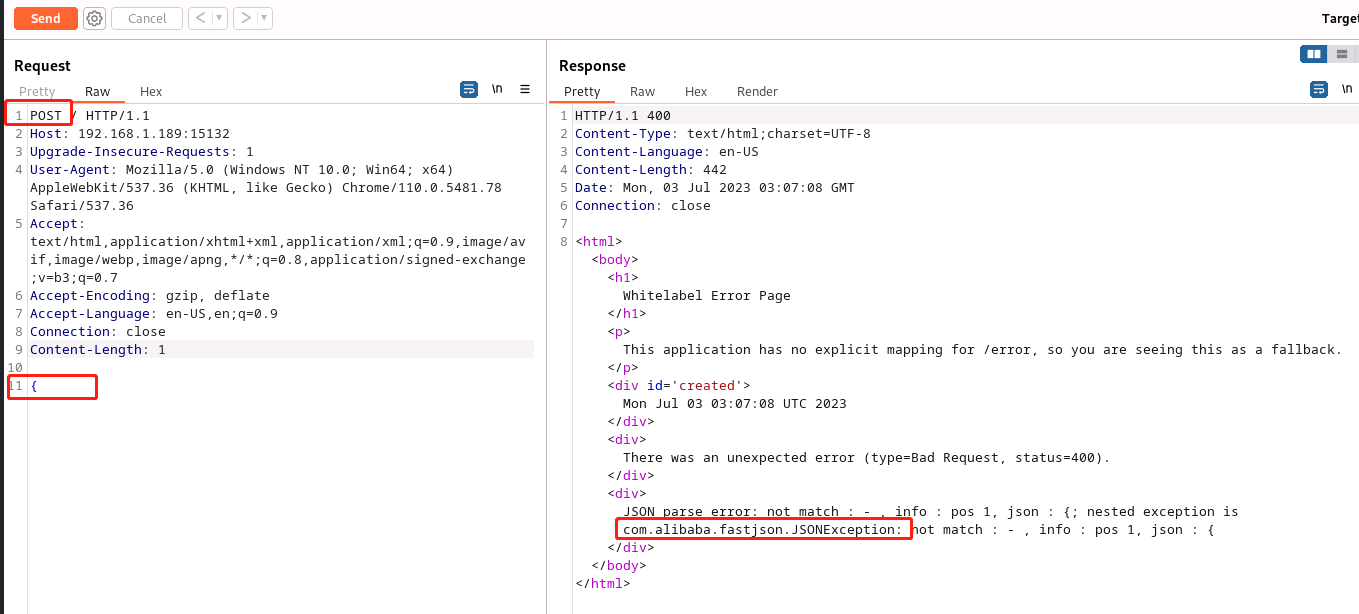 Send Cancel < >
Target
Request
Pretty Raw Hex \n
1 POST / HTTP/1.1
2 Host: 192.168.1.189:15132
3 Upgrade-Insecure-Requests: 1
4 User-Agent: Mozilla/5.0 (Windows NT 10.0; Win64; x64)
AppleWebKit/537.36 (KHTML, like Gecko) Chrome/110.0.5481.78
Safari/537.36
5 Accept:
text/html,application/xhtml+xml,application/xml;q=0.9,image/av
if,image/webp,image/apng,*/*;q=0.8,application/signed-exchange
;v=b3;q=0.7
6 Accept-Encoding: gzip, deflate
7 Accept-Language: en-US,en;q=0.9
8 Connection: close
9 Content-Length: 1
10
11 {
Response
Pretty Raw Hex Render \n
1 HTTP/1.1 400
2 Content-Type: text/html;charset=UTF-8
3 Content-Language: en-US
4 Content-Length: 442
5 Date: Mon, 03 Jul 2023 03:07:08 GMT
6 Connection: close
7
8 <html>
<body>
<h1>
Whitelabel Error Page
</h1>
<p>
This application has no explicit mapping for /error, so you are seeing this as a fallback.
</p>
<div id='created'>
Mon Jul 03 03:07:08 UTC 2023
</div>
<div>
There was an unexpected error (type=Bad Request, status=400).
</div>
<div>
JSON parse error: not match : - , info : pos 1, json : {; nested exception is
com.alibaba.fastjson.JSONException: not match : - , info : pos 1, json : {
</div>
</body>
</html>